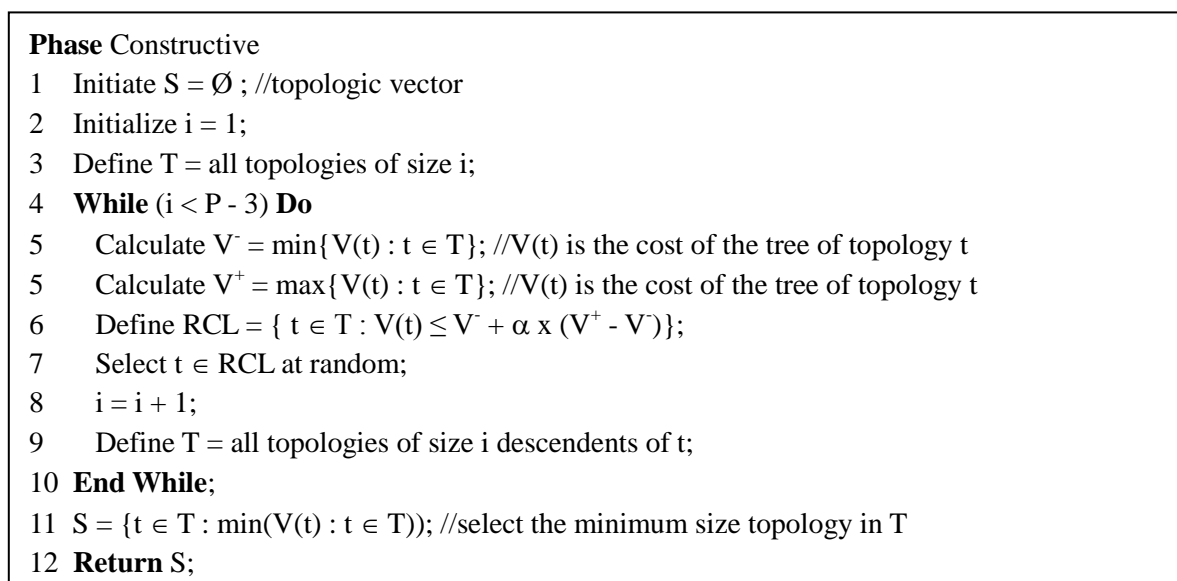 Phase Constructive
1 Initiate S = Ø ; //topologic vector
2 Initialize i = 1;
3 Define T = all topologies of size i;
4 While (i < P - 3) Do
5 Calculate V⁻ = min{V(t) : t ∈ T}; //V(t) is the cost of the tree of topology t
5 Calculate V⁺ = max{V(t) : t ∈ T}; //V(t) is the cost of the tree of topology t
6 Define RCL = { t ∈ T : V(t) ≤ V⁻ + α x (V⁺ - V⁻)};
7 Select t ∈ RCL at random;
8 i = i + 1;
9 Define T = all topologies of size i descendents of t;
10 End While;
11 S = {t ∈ T : min(V(t) : t ∈ T)); //select the minimum size topology in T
12 Return S;